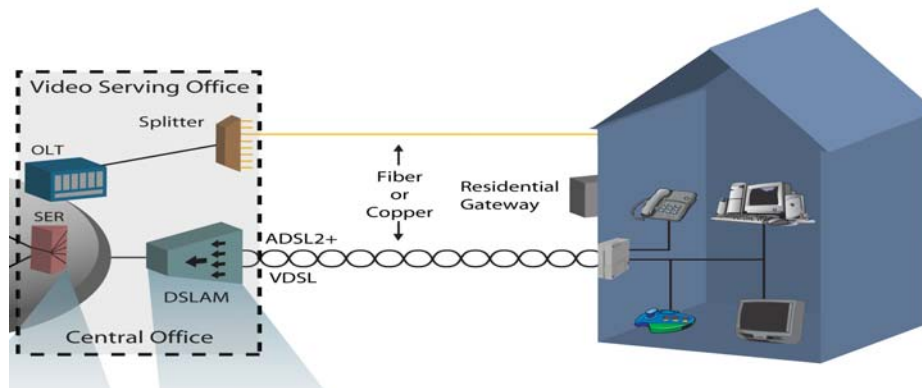 Video Serving Office
Splitter
OLT
Fiber
or
Copper
Residential
Gateway
SER
ADSL2+
VDSL
DSLAM
Central Office